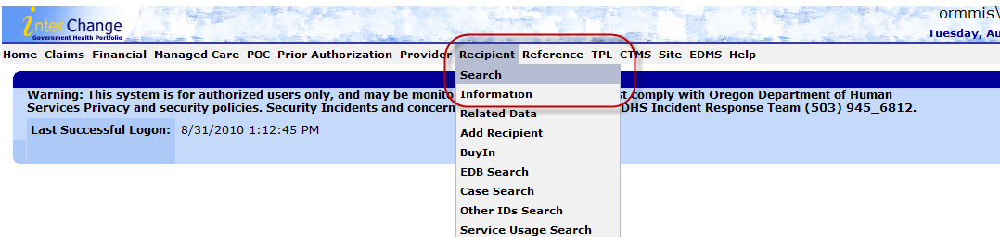 interChange
Government Health Portfolio
ormmis\
Tuesday, Au
Home Claims Financial Managed Care POC Prior Authorization Provider Recipient Reference TPL CTMS Site EDMS Help
Search
Warning: This system is for authorized users only, and may be monito
Information
st comply with Oregon Department of Human
Services Privacy and security policies. Security Incidents and concern
DHS Incident Response Team (503) 945_6812.
Related Data
Last Successful Logon: 8/31/2010 1:12:45 PM
Add Recipient
BuyIn
EDB Search
Case Search
Other IDs Search
Service Usage Search